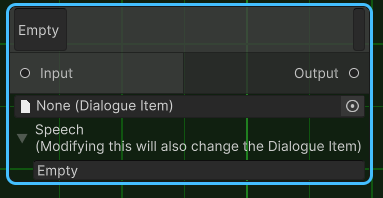 Empty
Input
Output
None (Dialogue Item)
Speech
(Modifying this will also change the Dialogue Item)
Empty